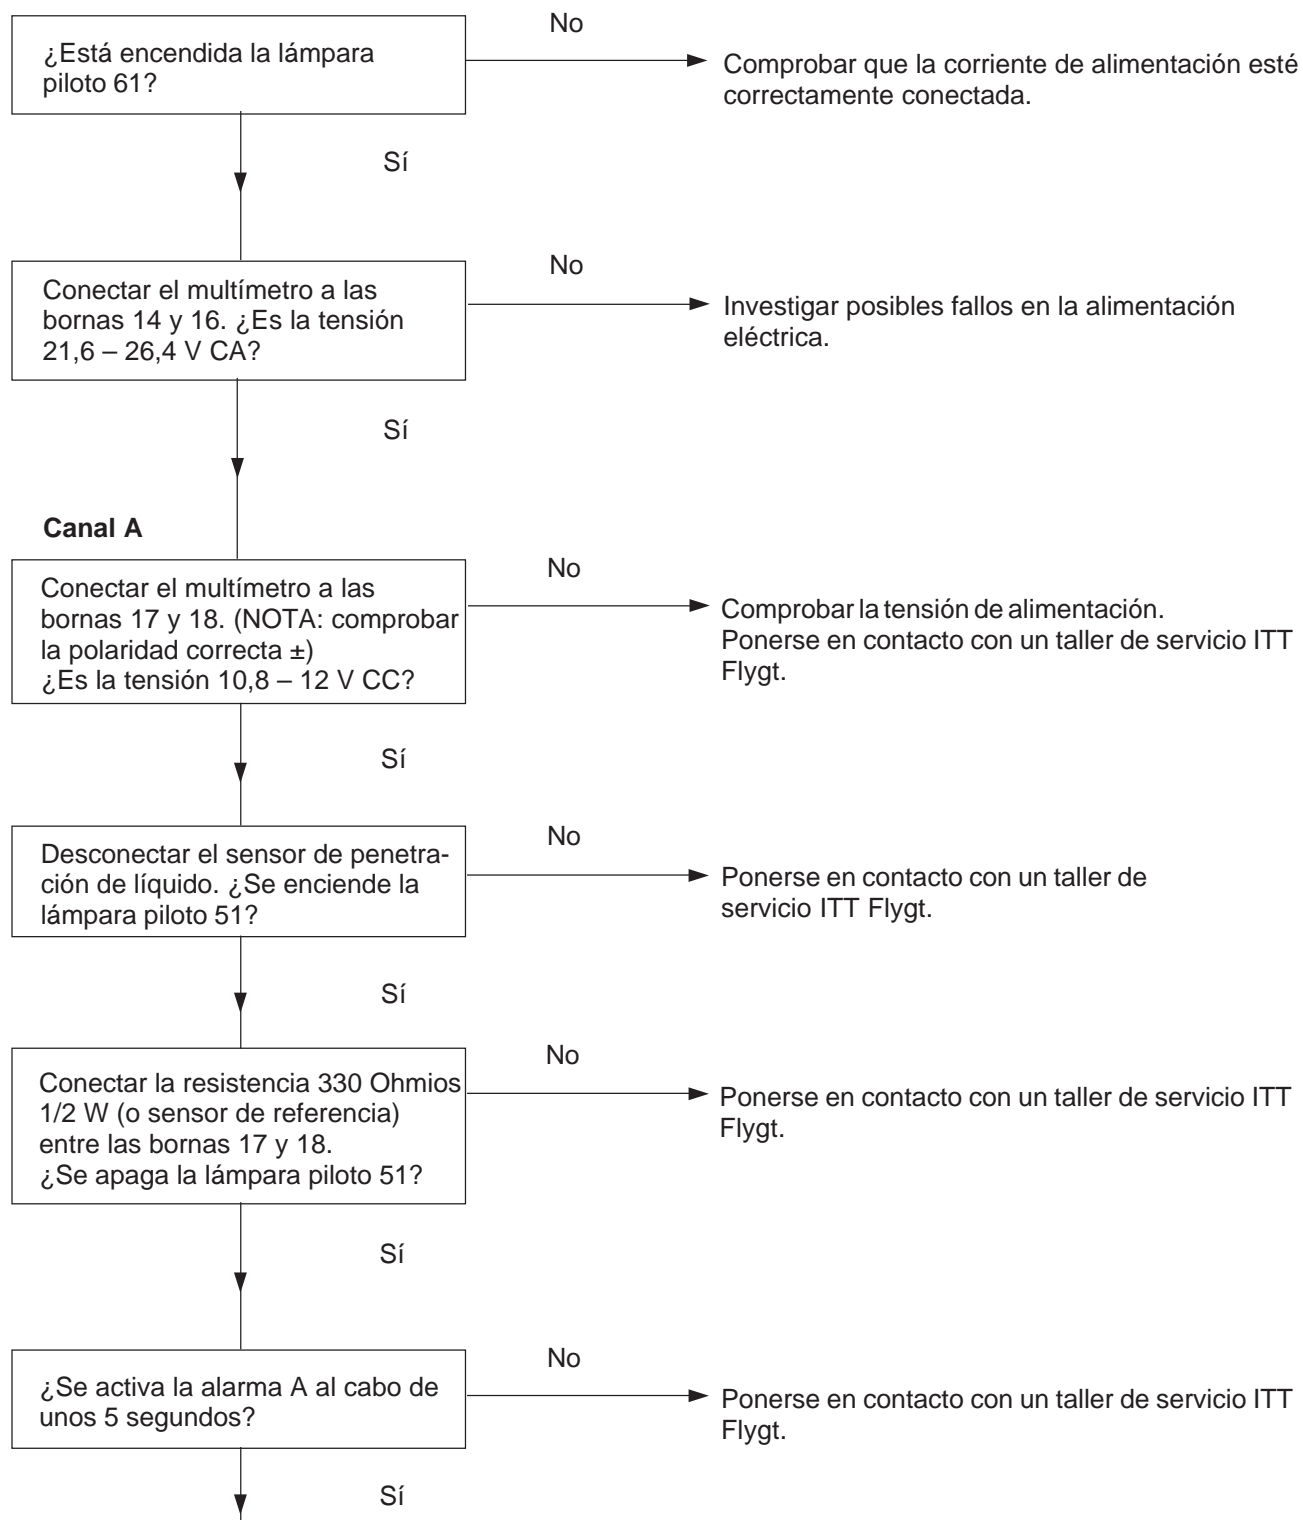 No
¿Está encendida la lámpara
piloto 61?
Comprobar que la corriente de alimentación esté
correctamente conectada.
Sí
No
Conectar el multímetro a las
bornas 14 y 16. ¿Es la tensión
21,6 – 26,4 V CA?
Investigar posibles fallos en la alimentación
eléctrica.
Sí
Canal A
No
Conectar el multímetro a las
bornas 17 y 18. (NOTA: comprobar
la polaridad correcta ±)
¿Es la tensión 10,8 – 12 V CC?
Comprobar la tensión de alimentación.
Ponerse en contacto con un taller de servicio ITT
Flygt.
Sí
No
Desconectar el sensor de penetra-
ción de líquido. ¿Se enciende la
lámpara piloto 51?
Ponerse en contacto con un taller de
servicio ITT Flygt.
Sí
No
Conectar la resistencia 330 Ohmios
1/2 W (o sensor de referencia)
entre las bornas 17 y 18.
¿Se apaga la lámpara piloto 51?
Ponerse en contacto con un taller de servicio ITT
Flygt.
Sí
No
¿Se activa la alarma A al cabo de
unos 5 segundos?
Ponerse en contacto con un taller de servicio ITT
Flygt.
Sí